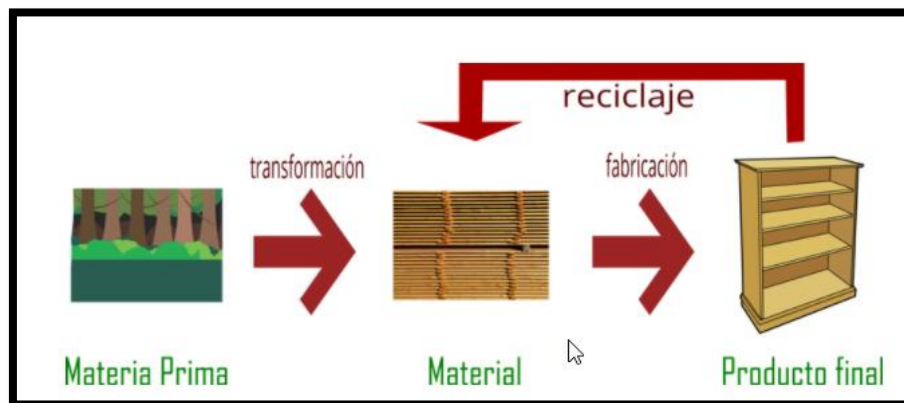 reciclaje
transformación
fabricación
Materia Prima
Material
Producto final